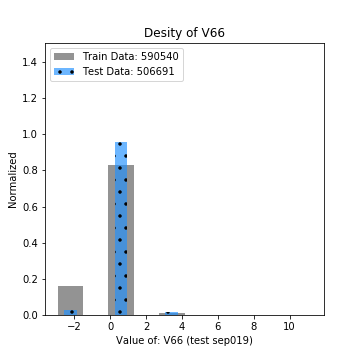 Desity of V66
Train Data: 590540
Test Data: 506691
Normalized
1.4
1.2
1.0
0.8
0.6
0.4
0.2
0.0
−2 0 2 4 6 8 10
Value of: V66 (test sep019)